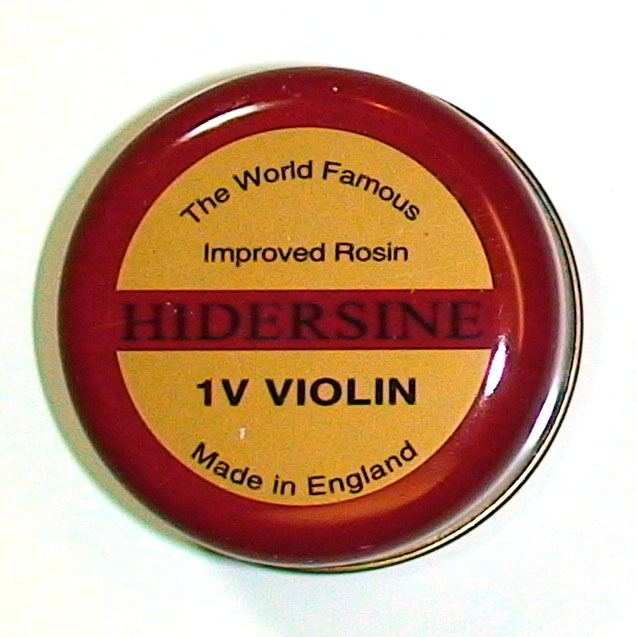 The World Famous
Improved Rosin
HIDERSINE
1V VIOLIN
Made in England